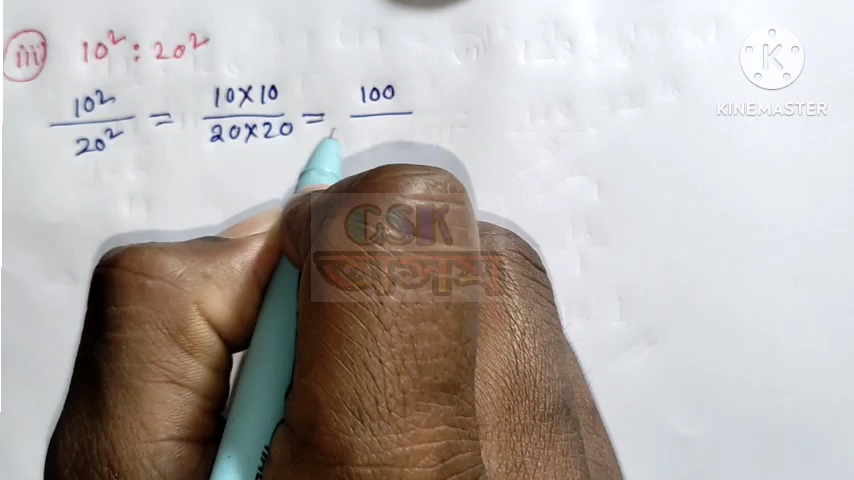 iii 10² : 20²
10² / 20² = 10×10 / 20×20 = 100 /
KINEMASTER
GSK